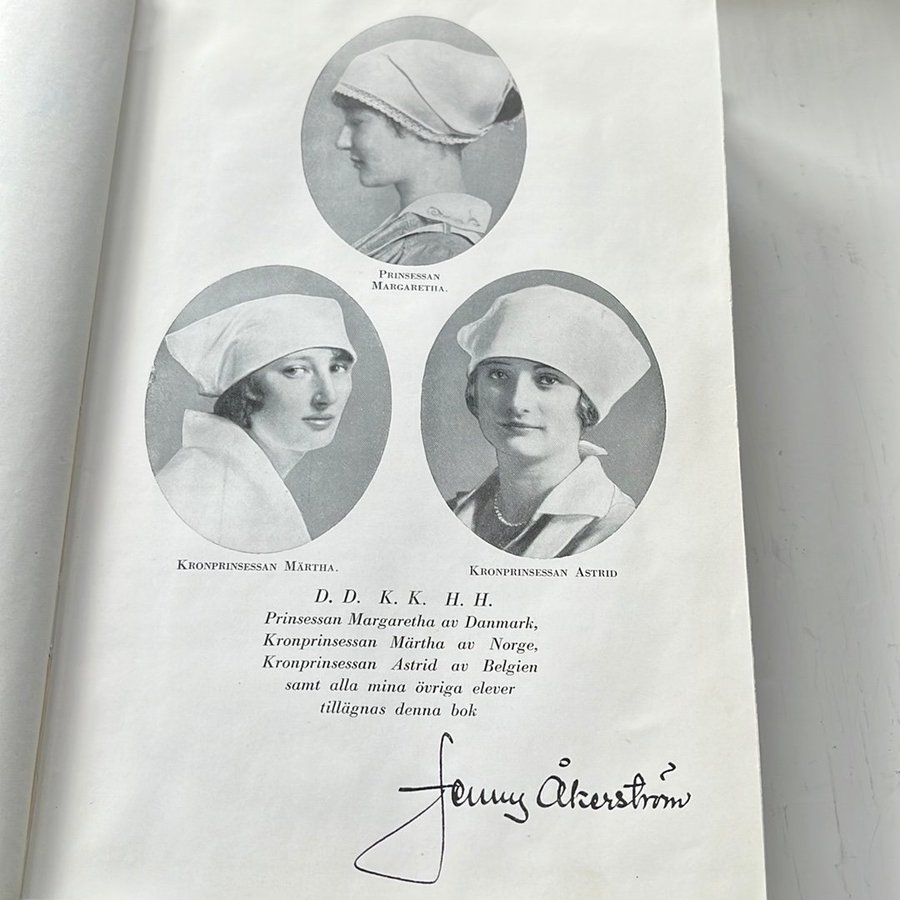 PRINSESSAN
MARGARETHA.
KRONPRINSESSAN MÄRTHA.
KRONPRINSESSAN ASTRID
D. D. K. K. H. H.
Prinsessan Margaretha av Danmark,
Kronprinsessan Märtha av Norge,
Kronprinsessan Astrid av Belgien
samt alla mina övriga elever
tillägnas denna bok
Jenny Åkerström